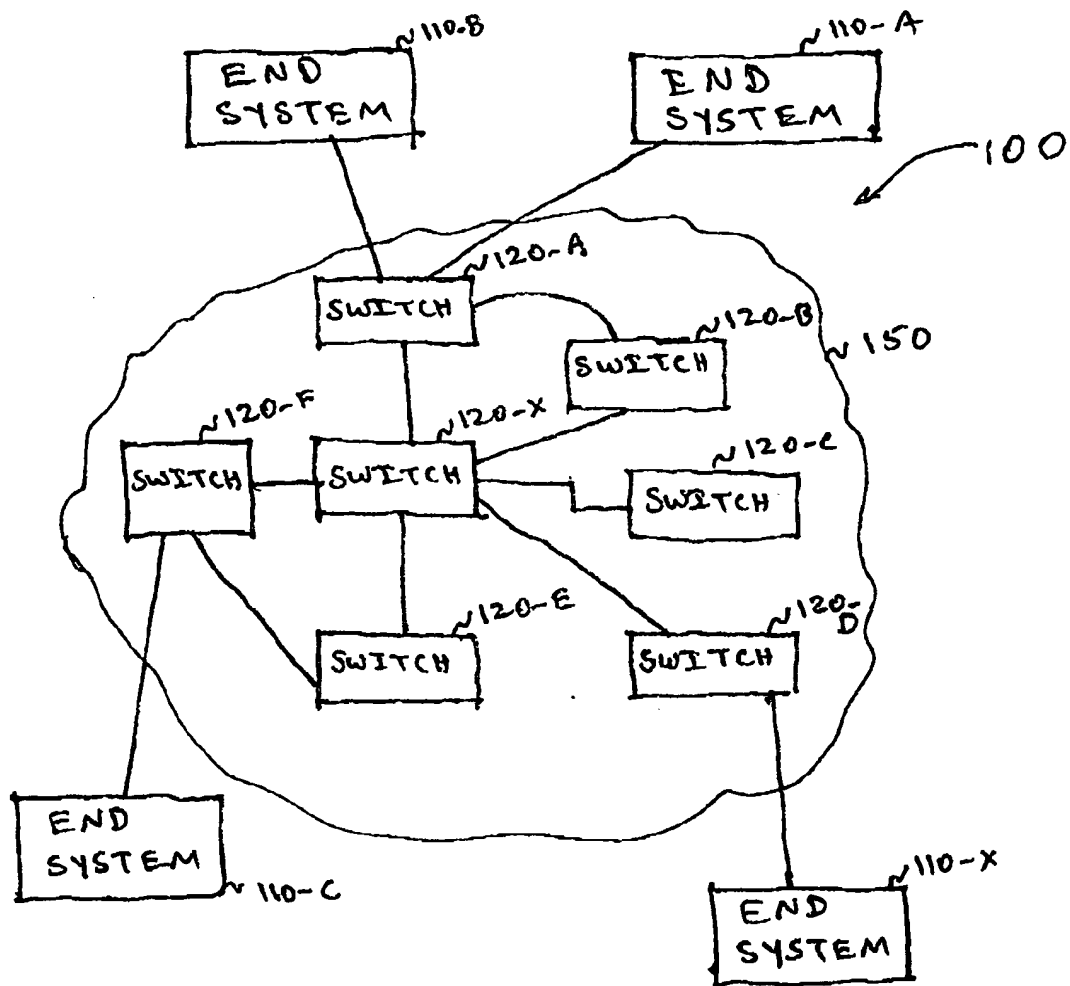 110-B
END
SYSTEM
110-A
END
SYSTEM
100
120-A
SWITCH
120-B
SWITCH
150
120-F
SWITCH
120-X
SWITCH
120-C
SWITCH
120-E
SWITCH
120-
D
SWITCH
END
SYSTEM
110-C
110-X
END
SYSTEM